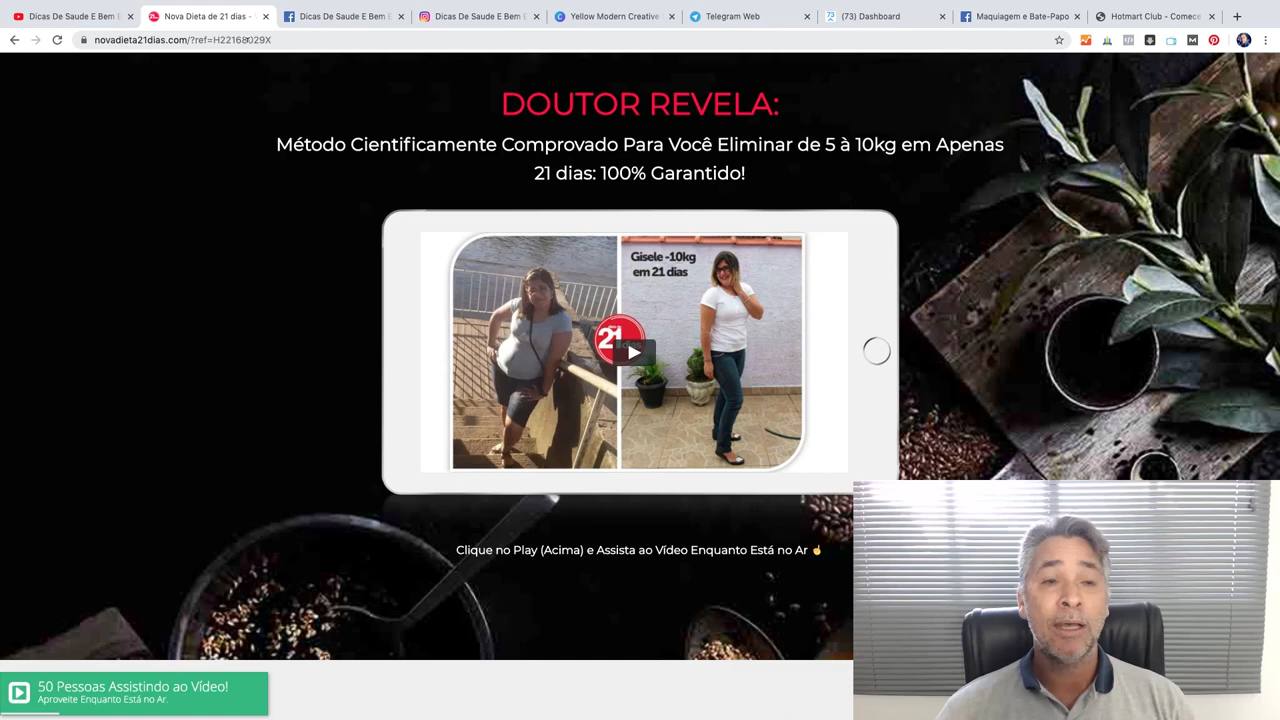 Dicas De Saude E Bem E
Nova Dieta de 21 dias -
Dicas De Saude E Bem E
Dicas De Saude E Bem E
Yellow Modern Creative
Telegram Web
(73) Dashboard
Maquiagem e Bate-Papo
Hotmart Club - Comece
novadieta21dias.com/?ref=H22168029X
DOUTOR REVELA:
Método Cientificamente Comprovado Para Você Eliminar de 5 à 10kg em Apenas
21 dias: 100% Garantido!
Gisele -10kg
em 21 dias
21
Clique no Play (Acima) e Assista ao Vídeo Enquanto Está no Ar
50 Pessoas Assistindo ao Vídeo!
Aproveite Enquanto Está no Ar.